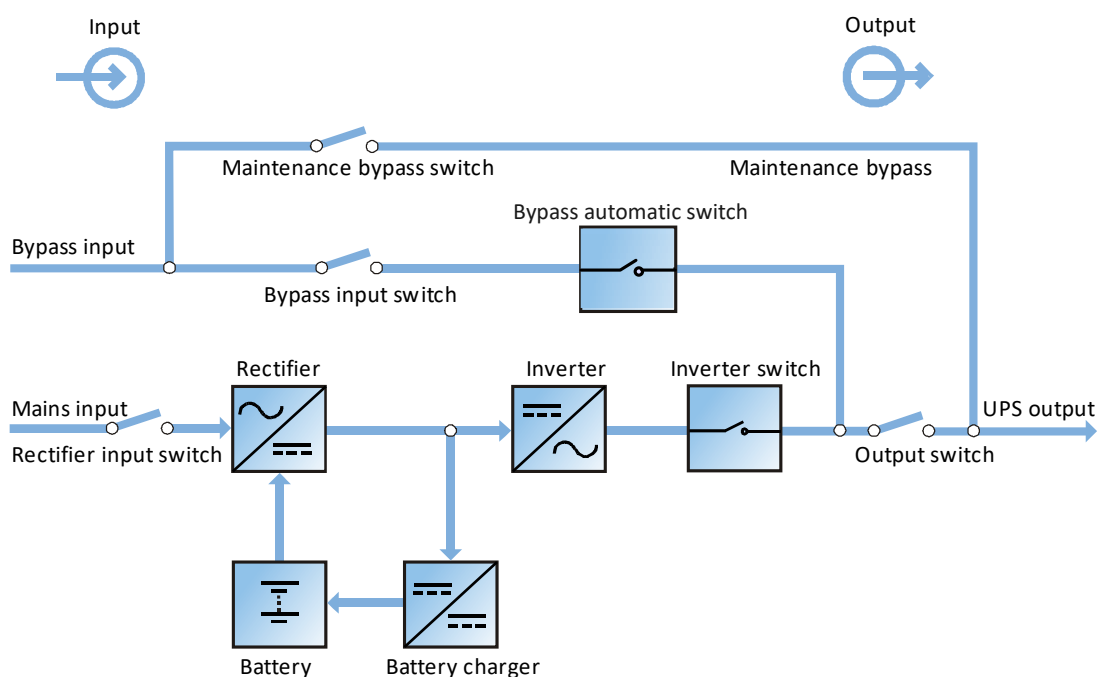 Input
Output
Maintenance bypass switch
Maintenance bypass
Bypass automatic switch
Bypass input
Bypass input switch
Rectifier
Inverter
Inverter switch
Mains input
UPS output
Rectifier input switch
Output switch
Battery
Battery charger